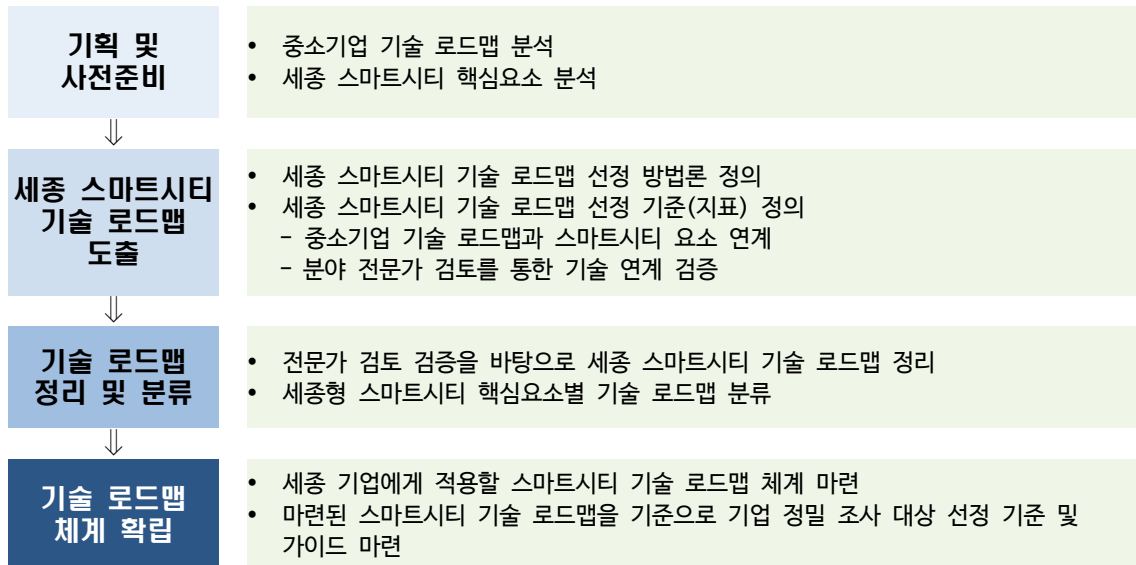 기획 및
사전준비
• 중소기업 기술 로드맵 분석
• 세종 스마트시티 핵심요소 분석
⇓
세종 스마트시티
기술 로드맵
도출
• 세종 스마트시티 기술 로드맵 선정 방법론 정의
• 세종 스마트시티 기술 로드맵 선정 기준(지표) 정의
- 중소기업 기술 로드맵과 스마트시티 요소 연계
- 분야 전문가 검토를 통한 기술 연계 검증
⇓
기술 로드맵
정리 및 분류
• 전문가 검토 검증을 바탕으로 세종 스마트시티 기술 로드맵 정리
• 세종형 스마트시티 핵심요소별 기술 로드맵 분류
⇓
기술 로드맵
체계 확립
• 세종 기업에게 적용할 스마트시티 기술 로드맵 체계 마련
• 마련된 스마트시티 기술 로드맵을 기준으로 기업 정밀 조사 대상 선정 기준 및
가이드 마련